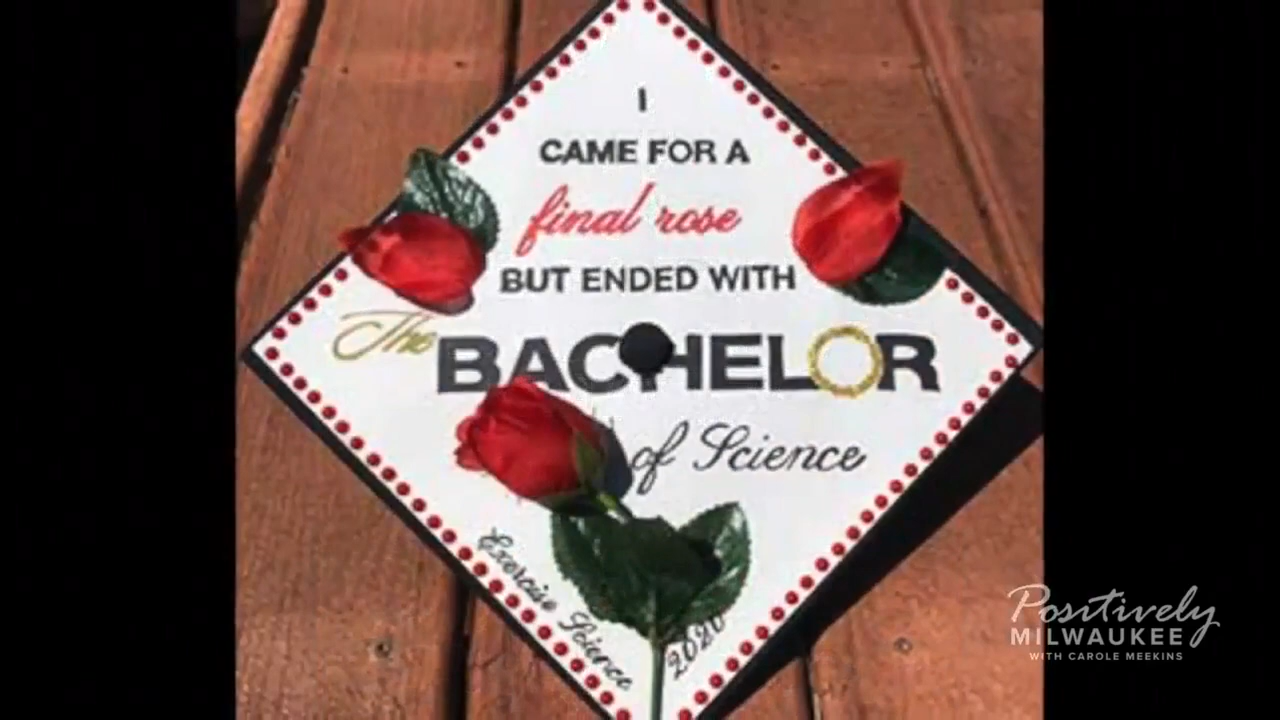 I
CAME FOR A
final rose
BUT ENDED WITH
The
BACHELOR
of Science
Exercise Science
2020
Positively
MILWAUKEE
WITH CAROLE MEEKINS